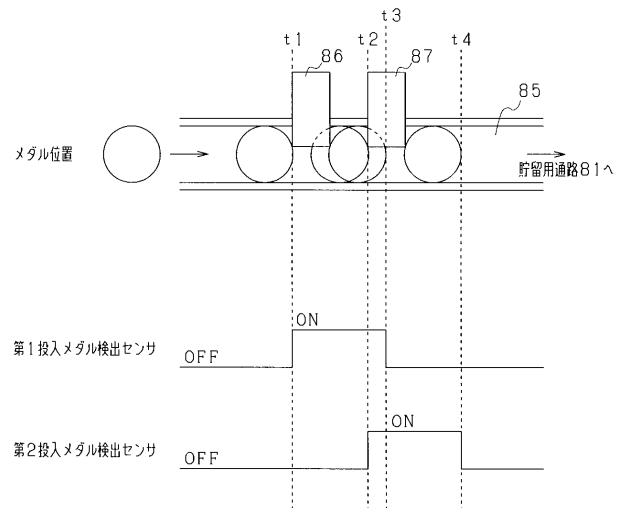 t3
t1
86
t2
87
t4
85
メダル位置
貯留用通路81へ
ON
第1投入メダル検出センサ
OFF
ON
第2投入メダル検出センサ
OFF